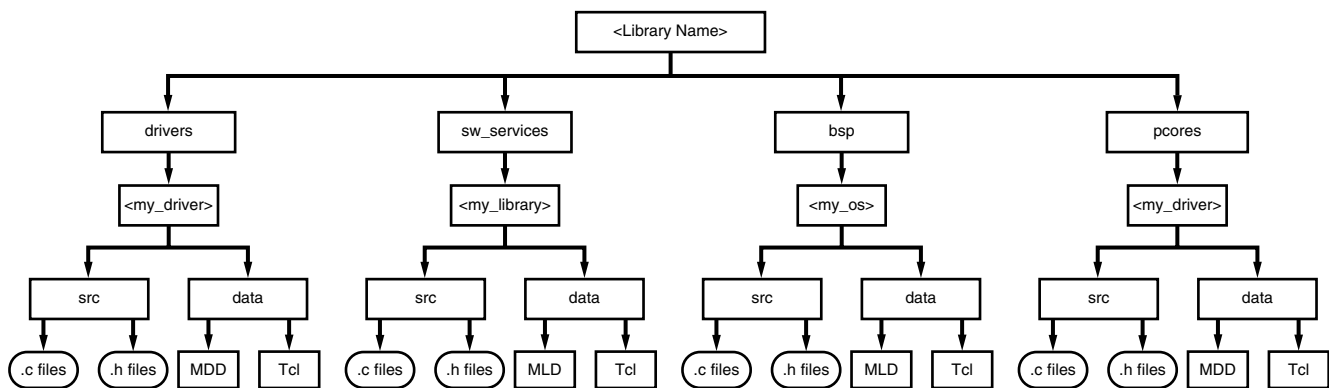 <Library Name>
drivers
sw_services
bsp
pcores
<my_driver>
<my_library>
<my_os>
<my_driver>
src
data
src
data
src
data
src
data
.c files
.h files
MDD
Tcl
.c files
.h files
MLD
Tcl
.c files
.h files
MLD
Tcl
.c files
.h files
MDD
Tcl